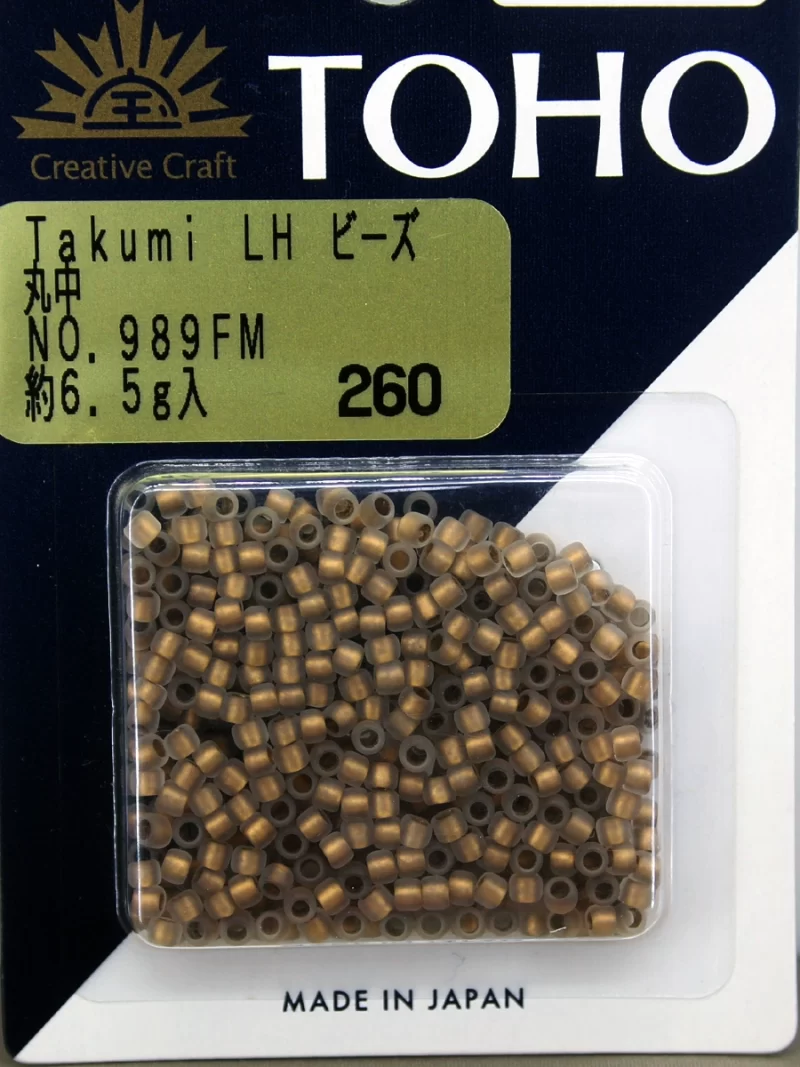 玉
Creative Craft
TOHO
Takumi LH ビーズ
丸中
NO.989FM
約6.5g入 260
MADE IN JAPAN